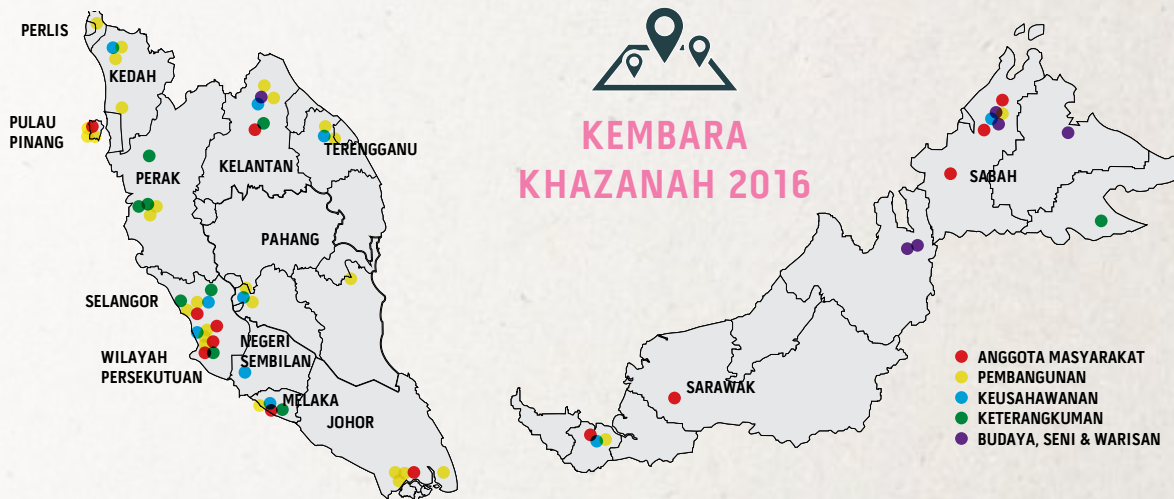 PERLIS
KEDAH
PULAU
PINANG
PERAK
KELANTAN
TERENGGANU
PAHANG
SELANGOR
WILAYAH
PERSEKUTUAN
NEGERI
SEMBILAN
MELAKA
JOHOR
KEMBARA
KHAZANAH 2016
SABAH
SARAWAK
ANGGOTA MASYARAKAT
PEMBANGUNAN
KEUSAHAWANAN
KETERANGKUMAN
BUDAYA, SENI & WARISAN